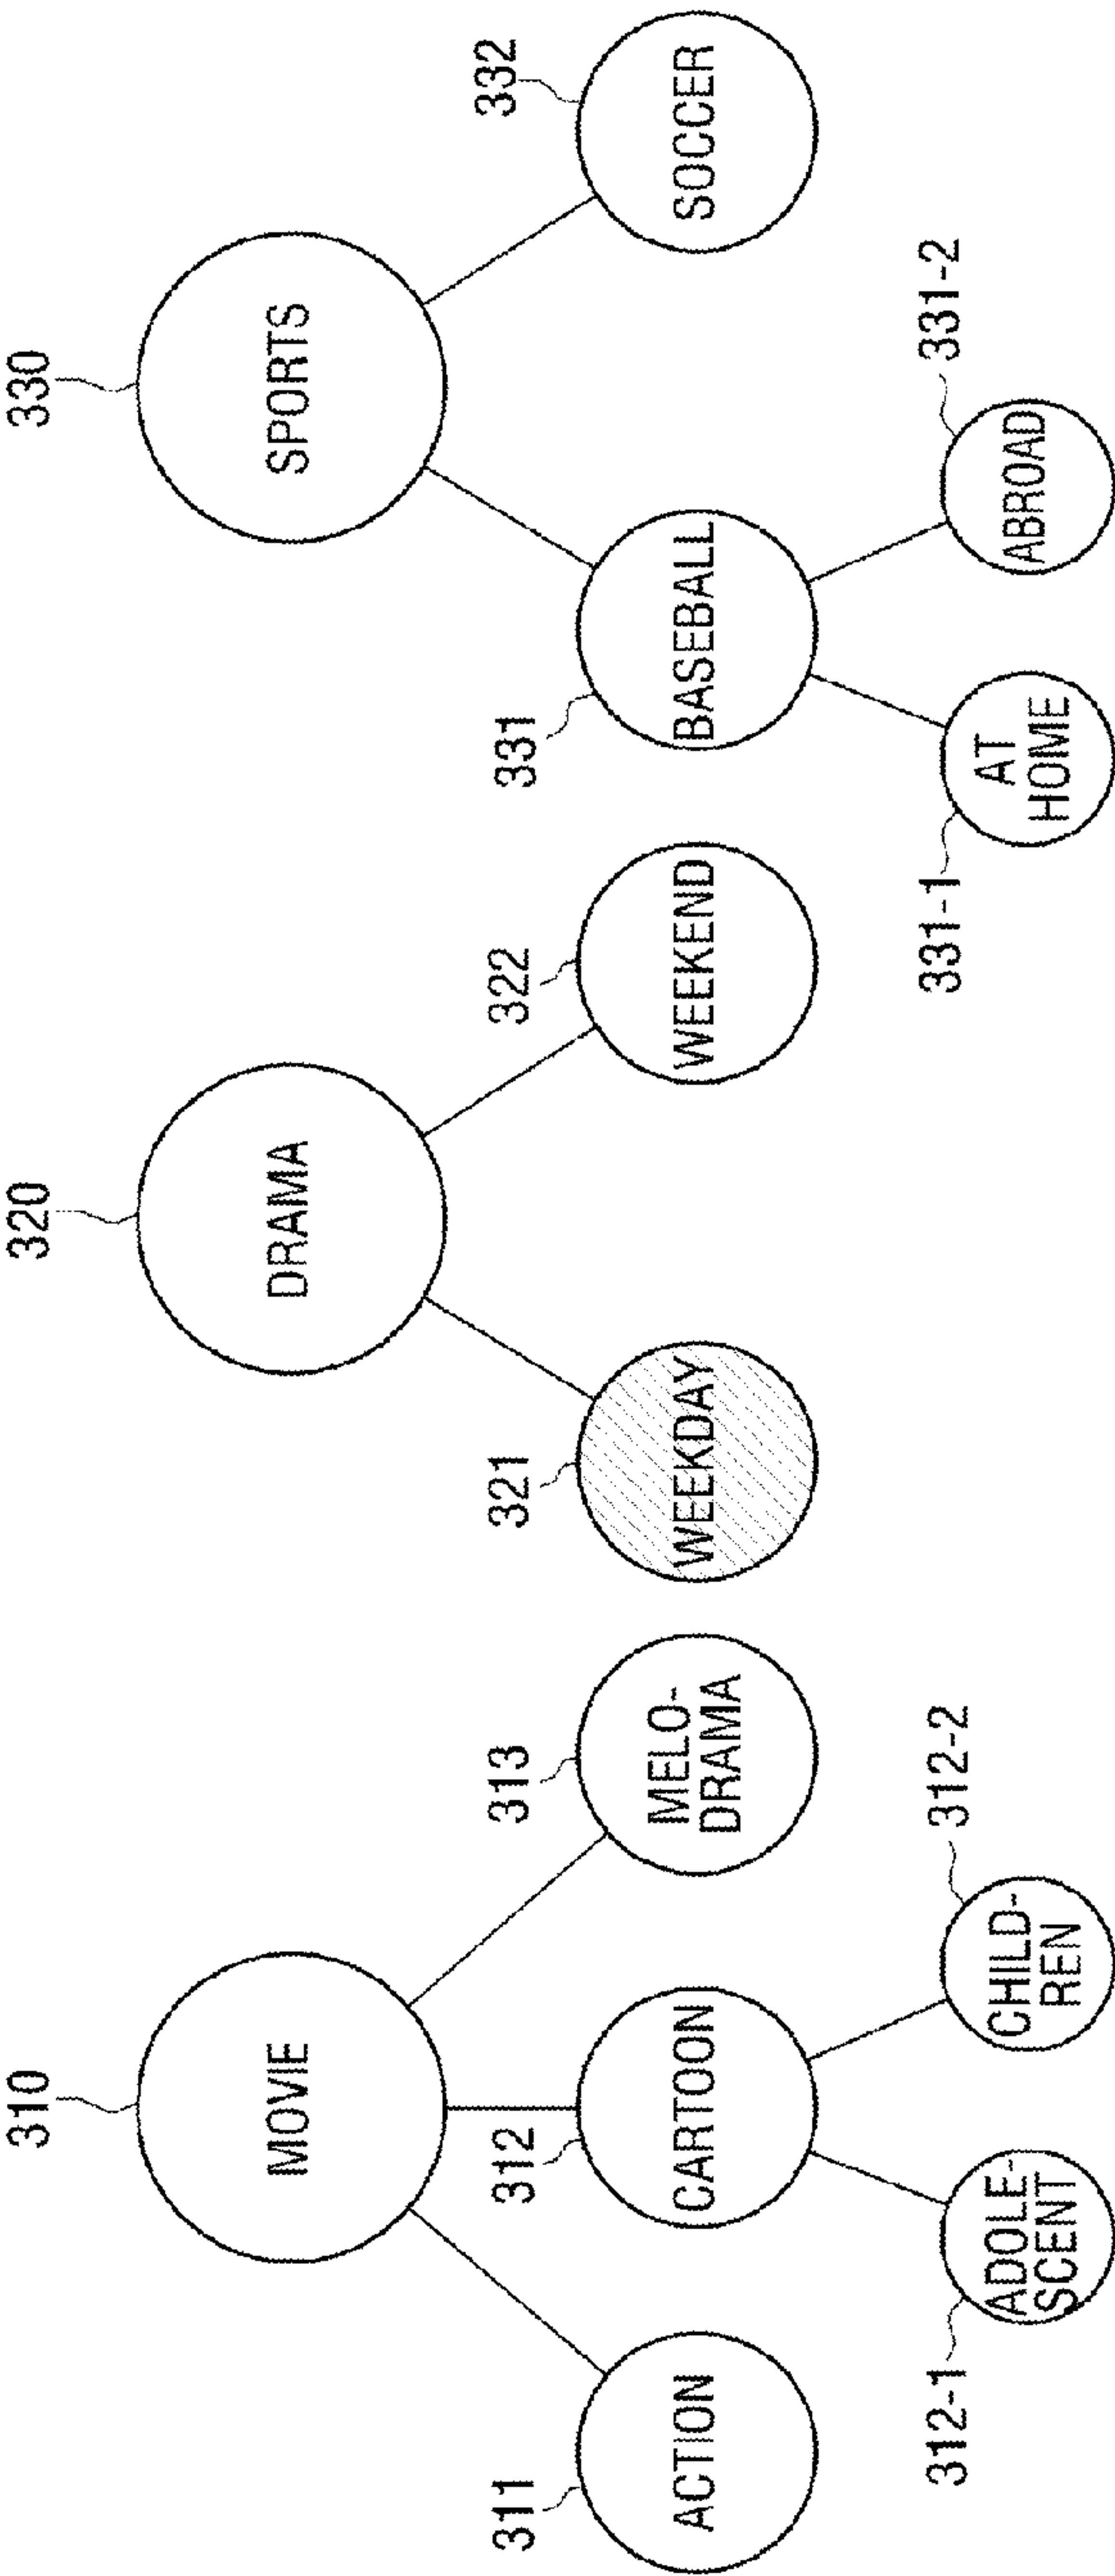 310
MOVIE
311
ACTION
312
CARTOON
313
MELO-
DRAMA
312-1
ADOLE-
SCENT
312-2
CHILD-
REN
320
DRAMA
321
WEEKDAY
322
WEEKEND
330
SPORTS
331
BASEBALL
332
SOCCER
331-1
AT
HOME
331-2
ABROAD